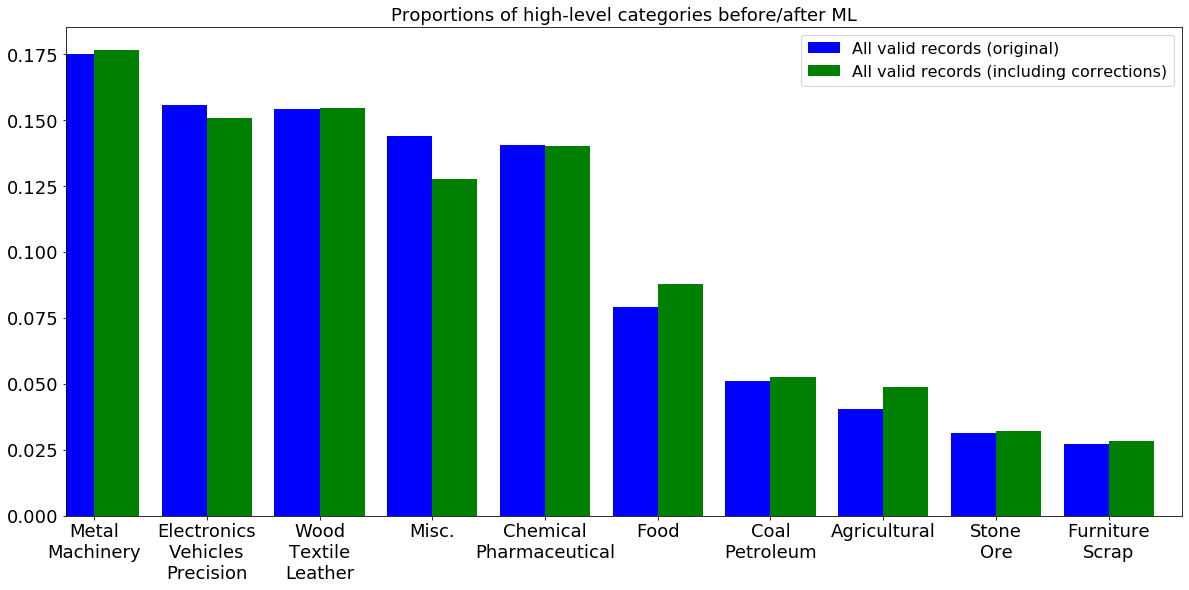 Proportions of high-level categories before/after ML
All valid records (original)
All valid records (including corrections)
0.175
0.150
0.125
0.100
0.075
0.050
0.025
0.000
Metal
Machinery
Electronics
Vehicles
Precision
Wood
Textile
Leather
Misc.
Chemical
Pharmaceutical
Food
Coal
Petroleum
Agricultural
Stone
Ore
Furniture
Scrap